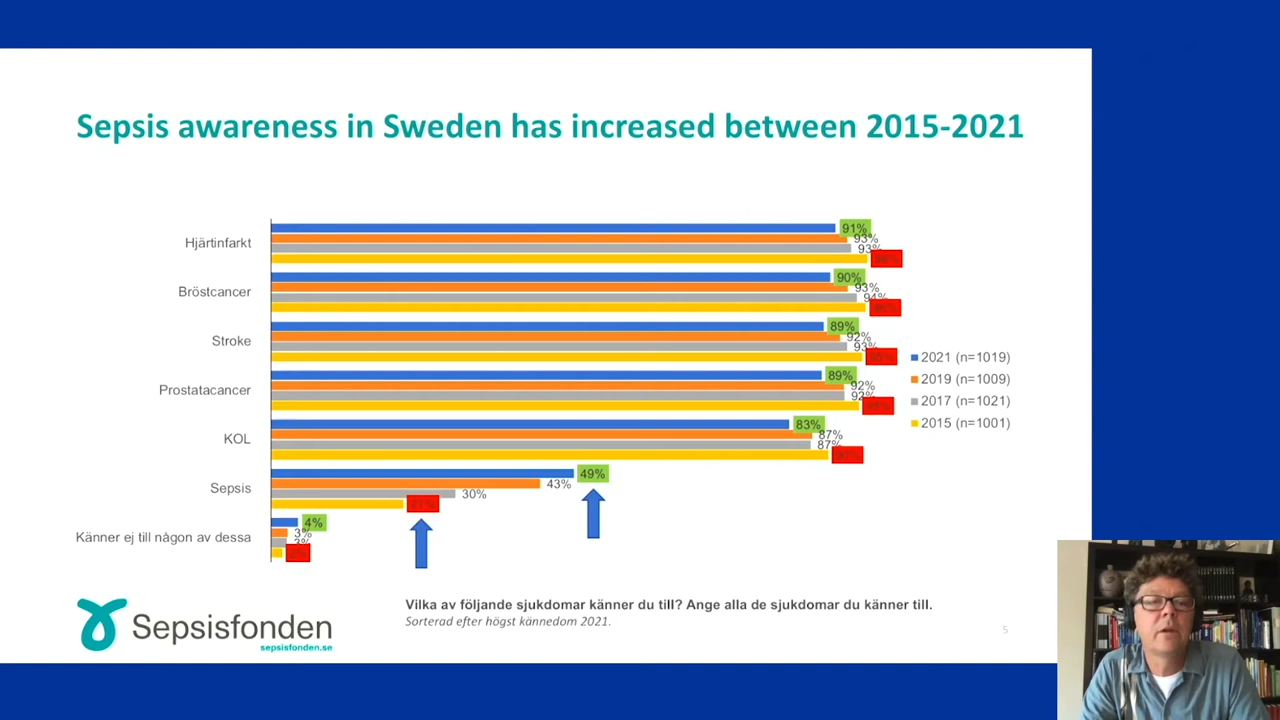 Sepsis awareness in Sweden has increased between 2015-2021
Hjärtinfarkt
91%
93%
93%
Bröstcancer
90%
93%
94%
Stroke
89%
92%
93%
Prostatacancer
89%
92%
92%
KOL
83%
87%
87%
Sepsis
49%
43%
30%
Känner ej till någon av dessa
4%
3%
3%
2021 (n=1019)
2019 (n=1009)
2017 (n=1021)
2015 (n=1001)
Vilka av följande sjukdomar känner du till? Ange alla de sjukdomar du känner till.
Sorterad efter högst kännedom 2021.
Sepsisfonden
sepsisfonden.se
5